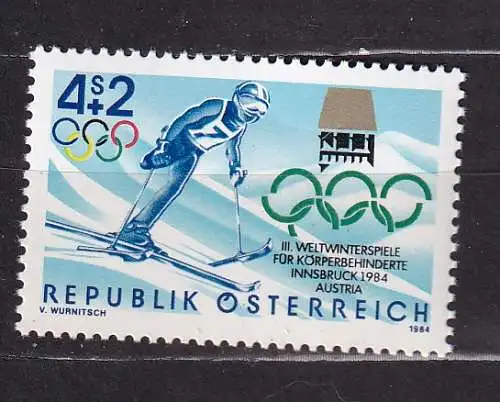 4S+2
III. WELTWINTERSPIELE
FÜR KÖRPERBEHINDERTE
INNSBRUCK 1984
AUSTRIA
REPUBLIK ÖSTERREICH
V. WURNITSCH
1984